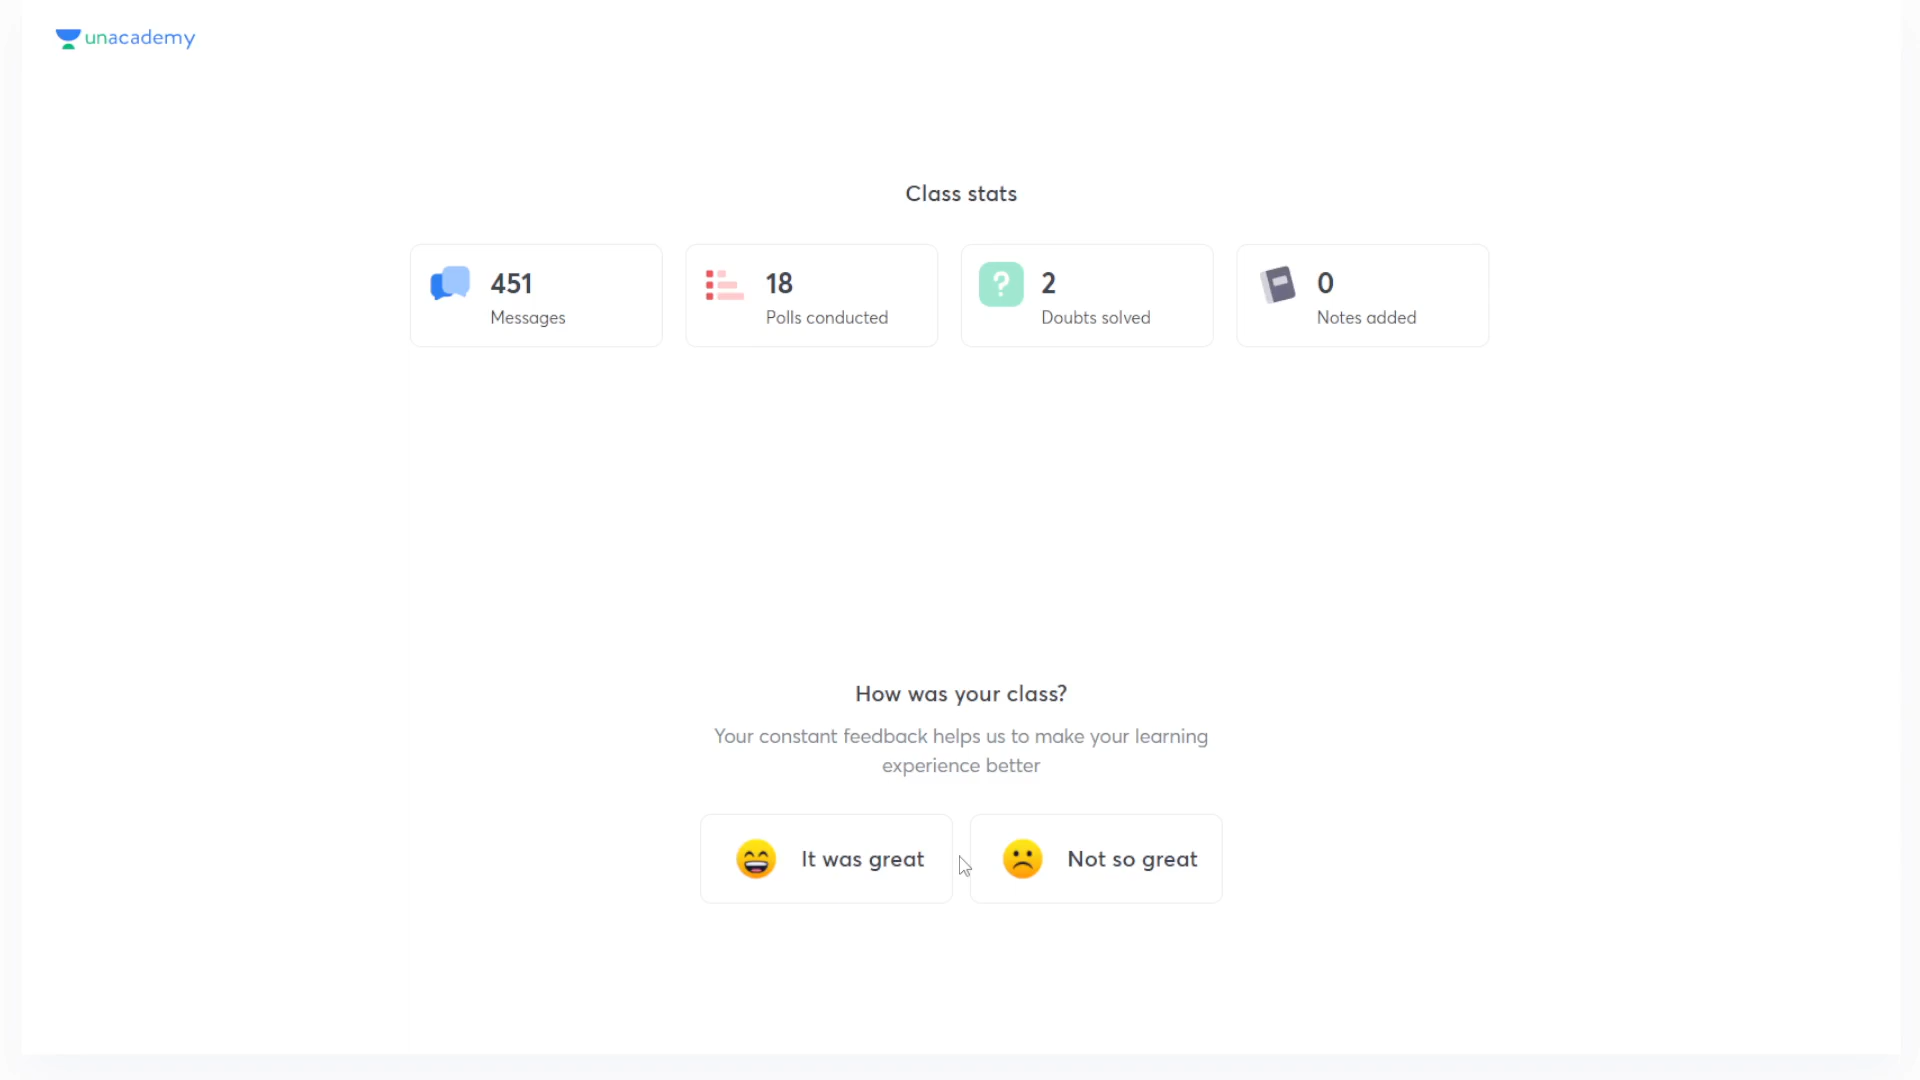 unacademy
Class stats
451
Messages
18
Polls conducted
2
Doubts solved
0
Notes added
How was your class?
Your constant feedback helps us to make your learning
experience better
It was great
Not so great